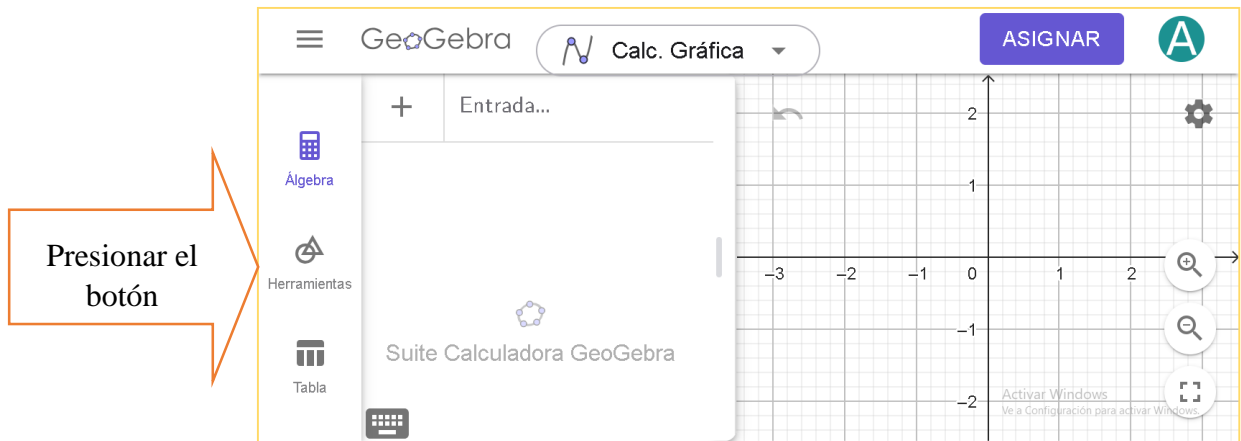 GeoGebra
Calc. Gráfica
ASIGNAR
A
+
Entrada...
Álgebra
Herramientas
Tabla
Presionar el
botón
Suite Calculadora GeoGebra
2
1
–3 –2 –1 0 1 2
–1
–2
Activar Windows
Ve a Configuración para activar Windows.